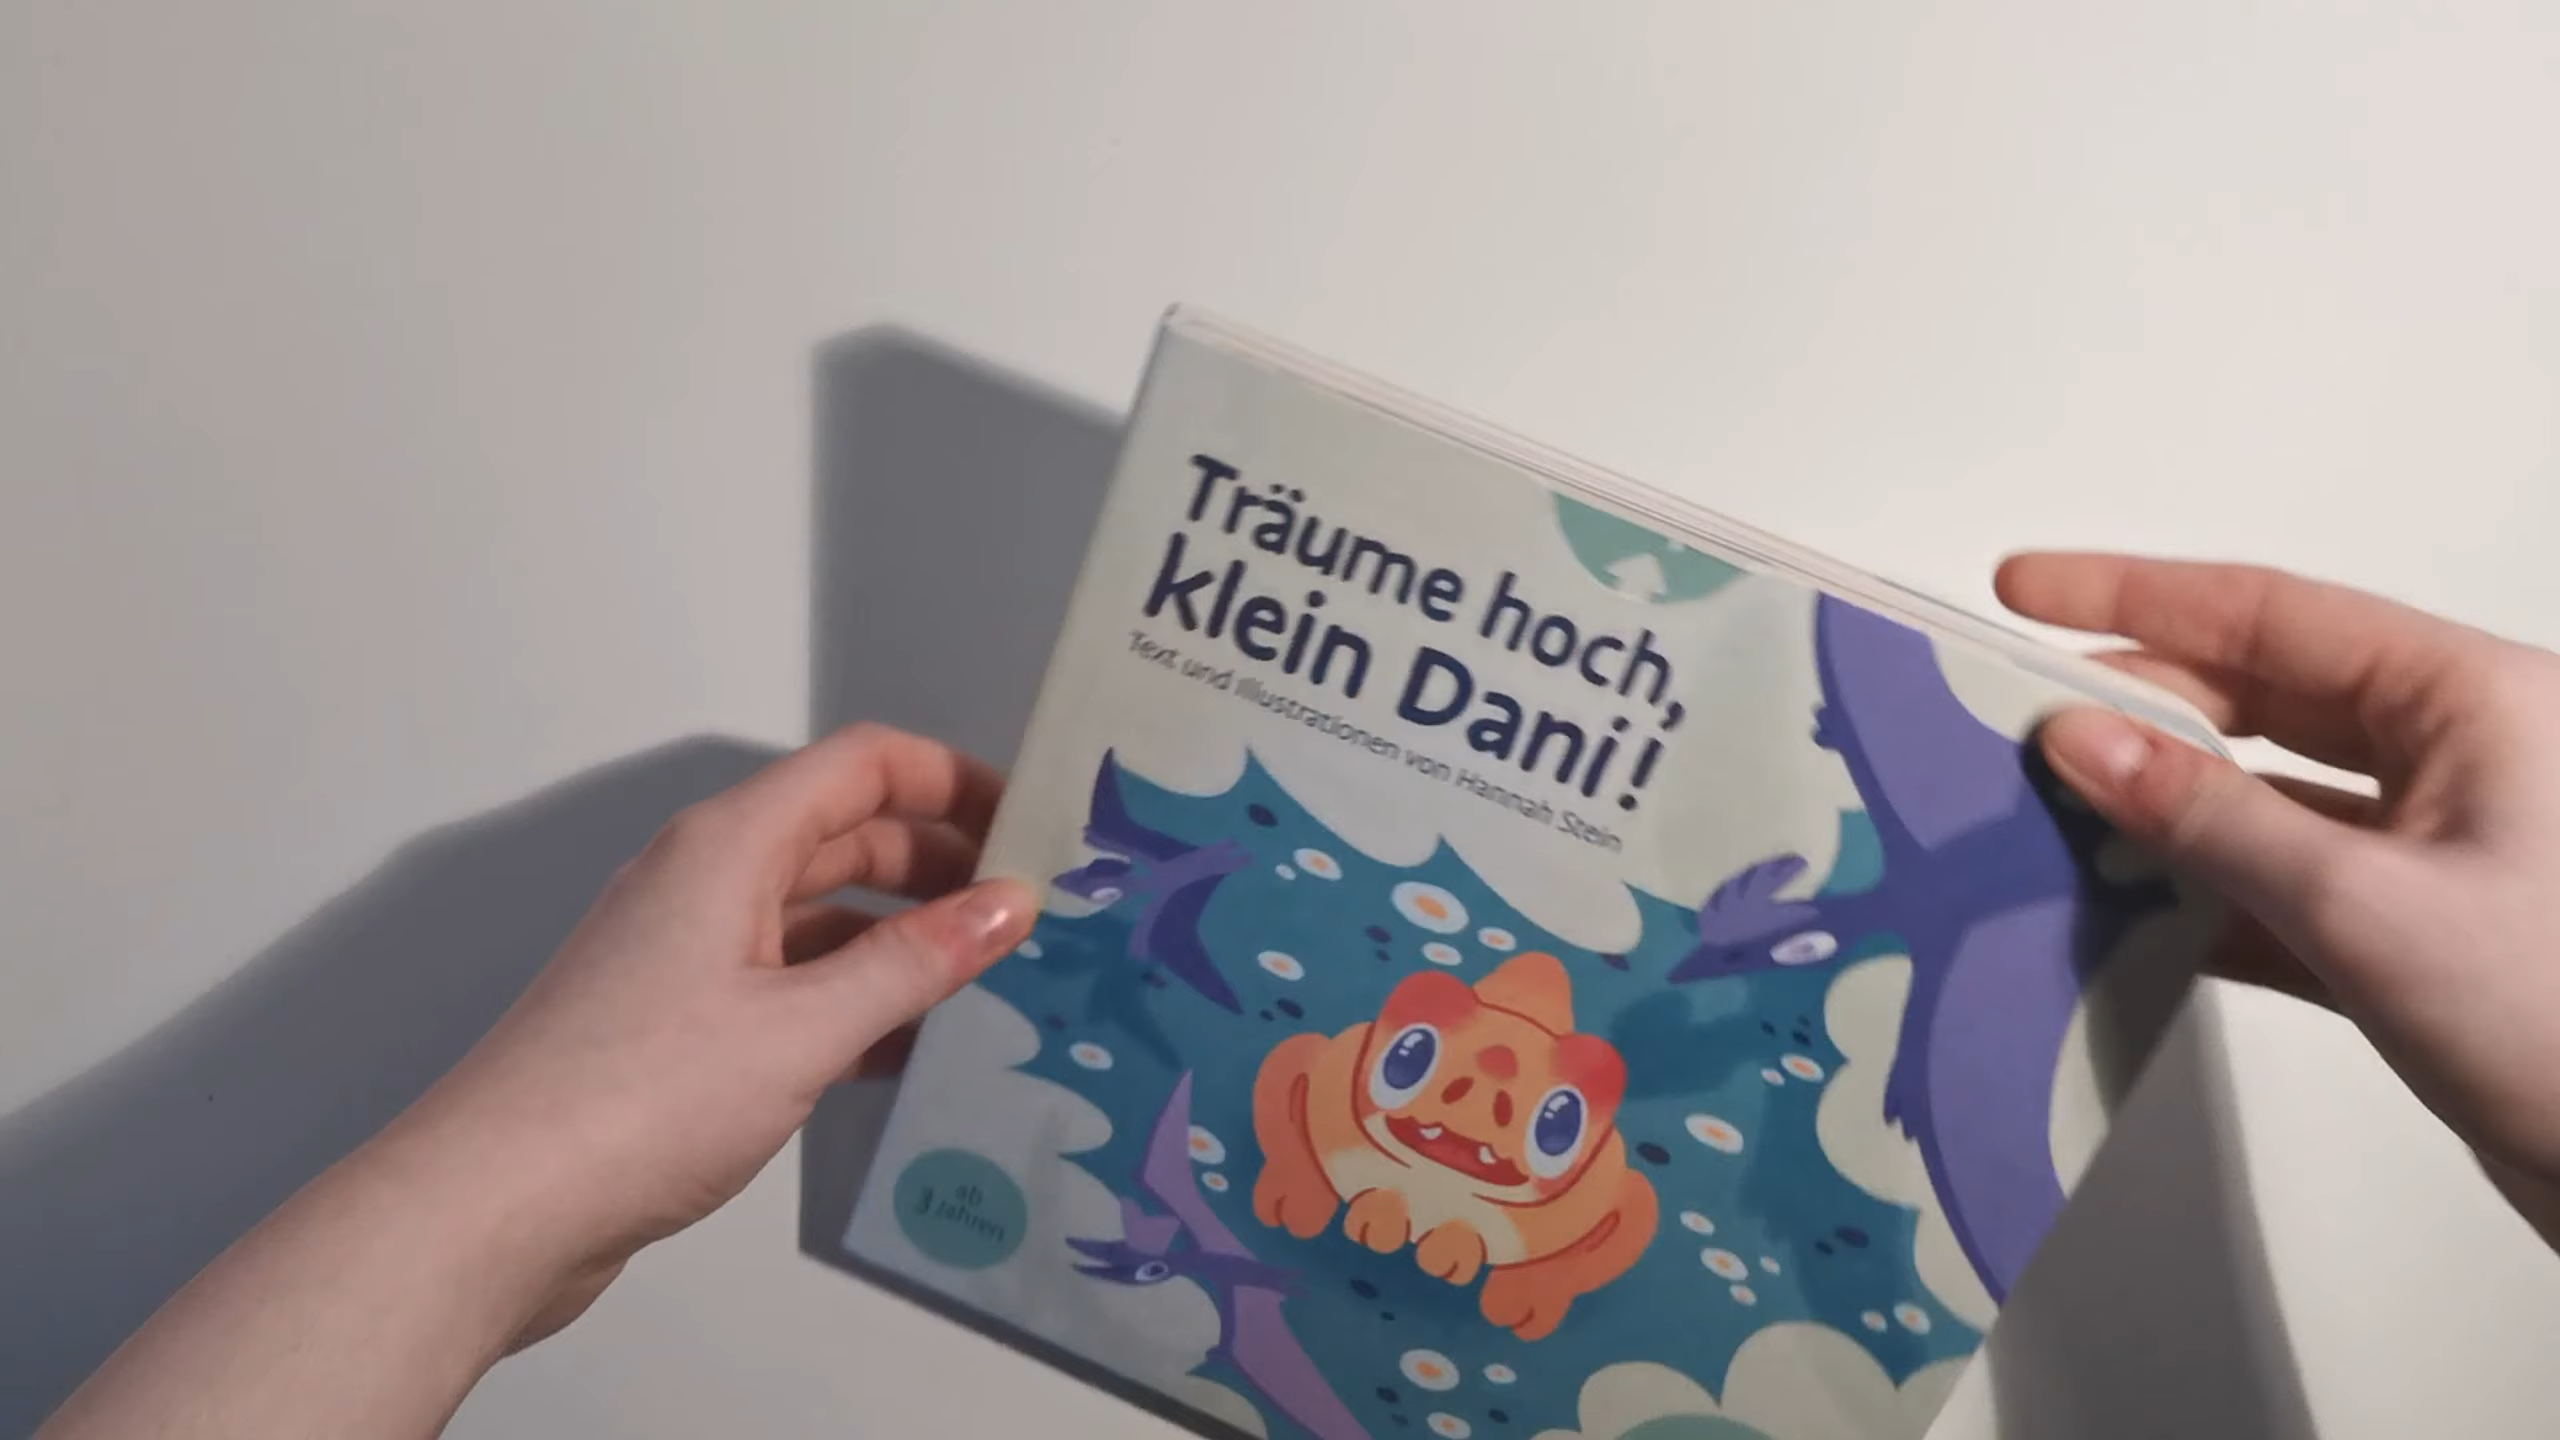 Träume hoch,
klein Dani!
Text und Illustrationen von Hannah Stein
ab
3 Jahren